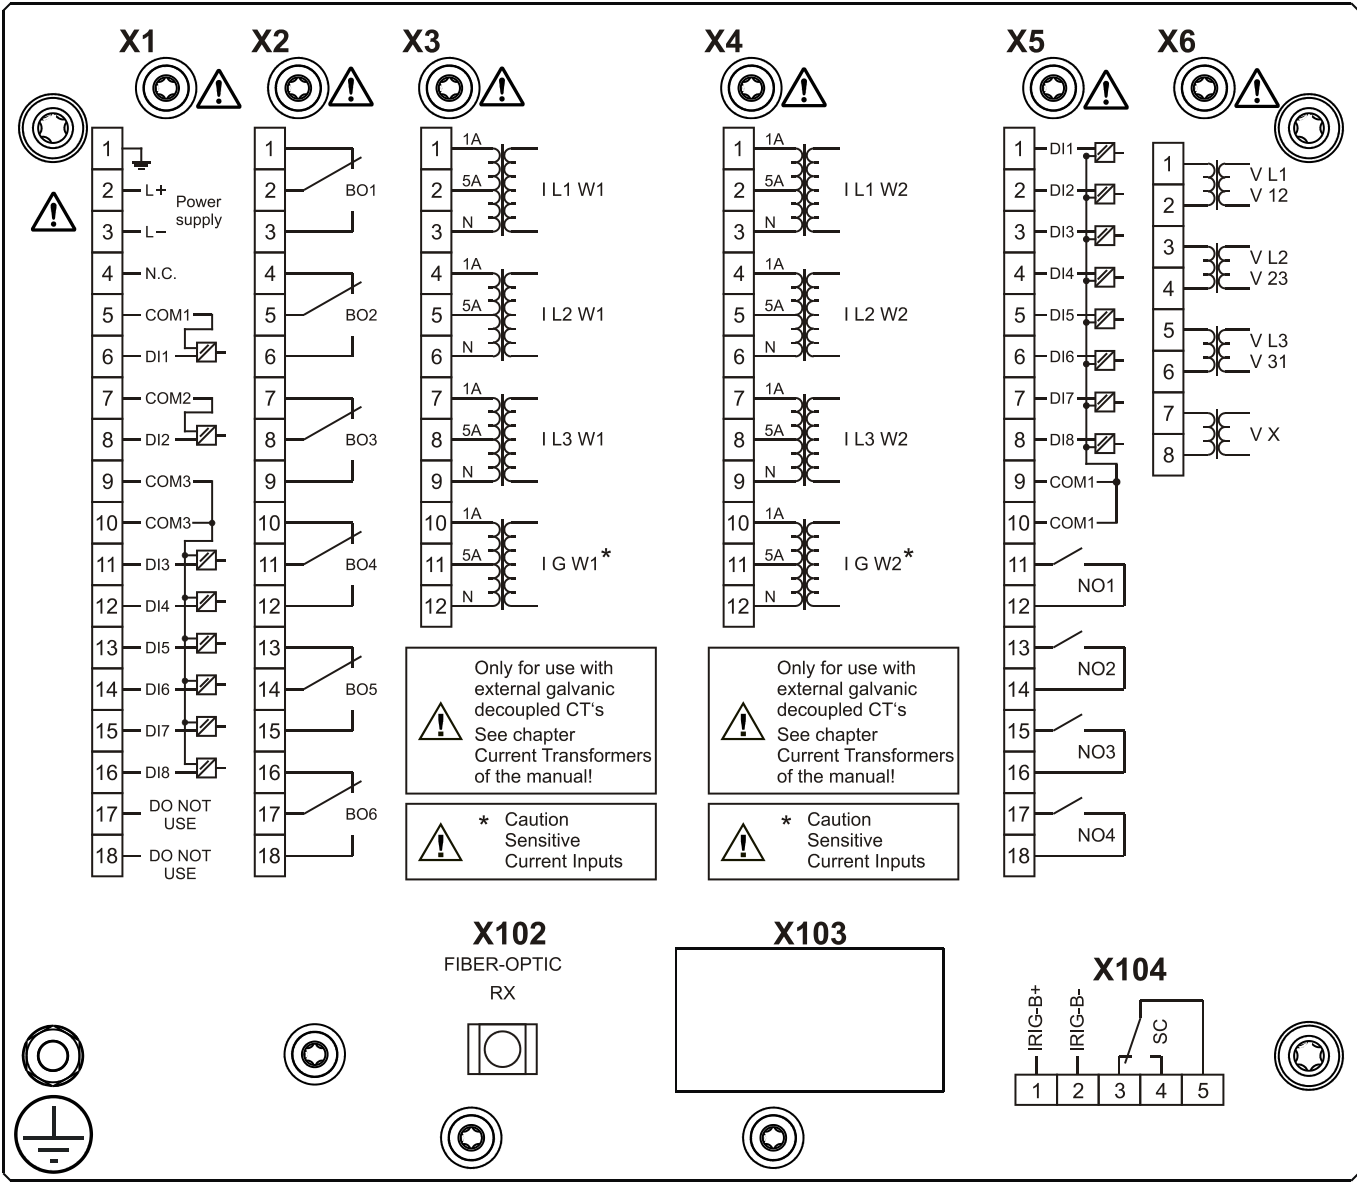 X1
X2
X3
X4
X5
X6
1
2 L+
Power
supply
3 L–
4 N.C.
5 COM1
6 DI1
7 COM2
8 DI2
9 COM3
10 COM3
11 DI3
12 DI4
13 DI5
14 DI6
15 DI7
16 DI8
17 DO NOT
USE
18 DO NOT
USE
1
2 BO1
3
4
5 BO2
6
7
8 BO3
9
10
11 BO4
12
13
14 BO5
15
16
17 BO6
18
1 1A
2 5A I L1 W1
3 N
4 1A
5 5A I L2 W1
6 N
7 1A
8 5A I L3 W1
9 N
10 1A
11 5A I G W1*
12 N
Only for use with
external galvanic
decoupled CT‘s
See chapter
Current Transformers
of the manual!
* Caution
Sensitive
Current Inputs
1 1A
2 5A I L1 W2
3 N
4 1A
5 5A I L2 W2
6 N
7 1A
8 5A I L3 W2
9 N
10 1A
11 5A I G W2*
12 N
Only for use with
external galvanic
decoupled CT‘s
See chapter
Current Transformers
of the manual!
* Caution
Sensitive
Current Inputs
1 DI1
2 DI2
3 DI3
4 DI4
5 DI5
6 DI6
7 DI7
8 DI8
9 COM1
10 COM1
11
NO1
12
13
NO2
14
15
NO3
16
17
NO4
18
1 V L1
2 V 12
3 V L2
4 V 23
5 V L3
6 V 31
7
V X
8
X102
FIBER-OPTIC
RX
X103
X104
IRIG-B+
IRIG-B-
SC
1 2 3 4 5